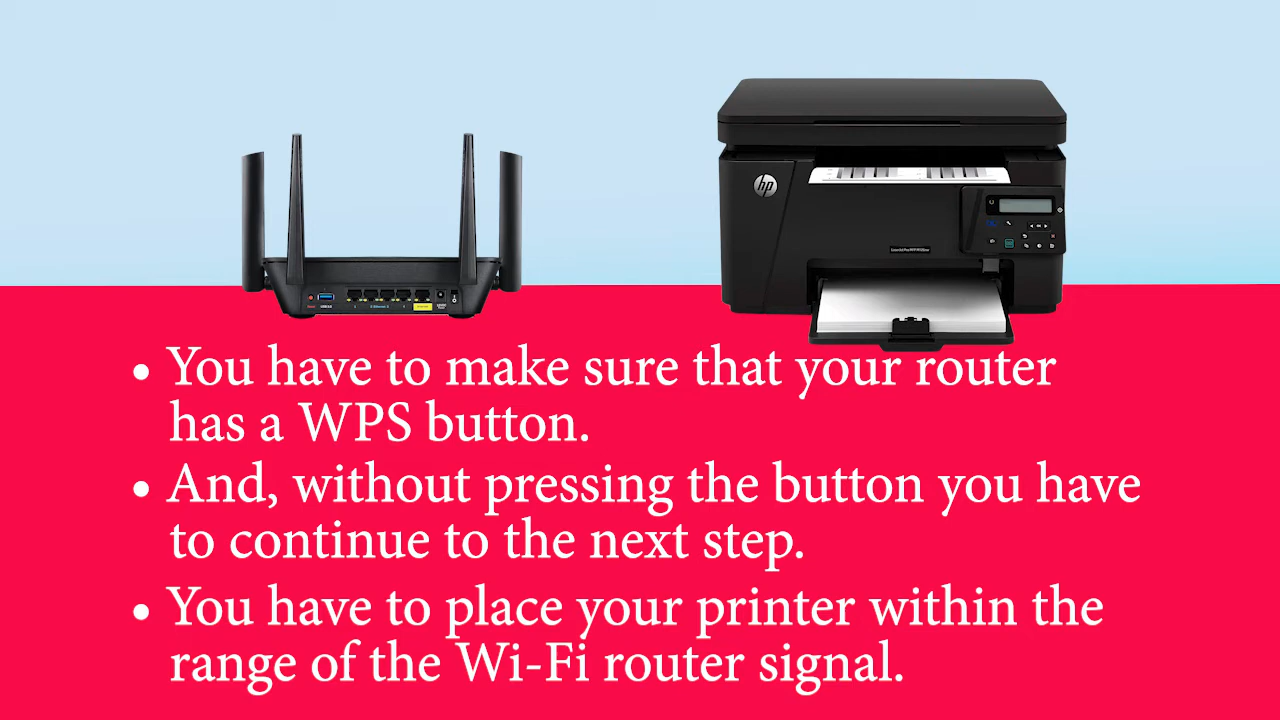 hp
• You have to make sure that your router
has a WPS button.
• And, without pressing the button you have
to continue to the next step.
• You have to place your printer within the
range of the Wi-Fi router signal.